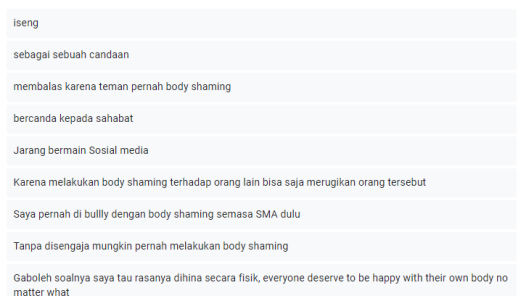 iseng
sebagai sebuah candaan
membalas karena teman pernah body shaming
bercanda kepada sahabat
Jarang bermain Sosial media
Karena melakukan body shaming terhadap orang lain bisa saja merugikan orang tersebut
Saya pernah di bullly dengan body shaming semasa SMA dulu
Tanpa disengaja mungkin pernah melakukan body shaming
Gaboleh soalnya saya tau rasanya dihina secara fisik, everyone deserve to be happy with their own body no
matter what